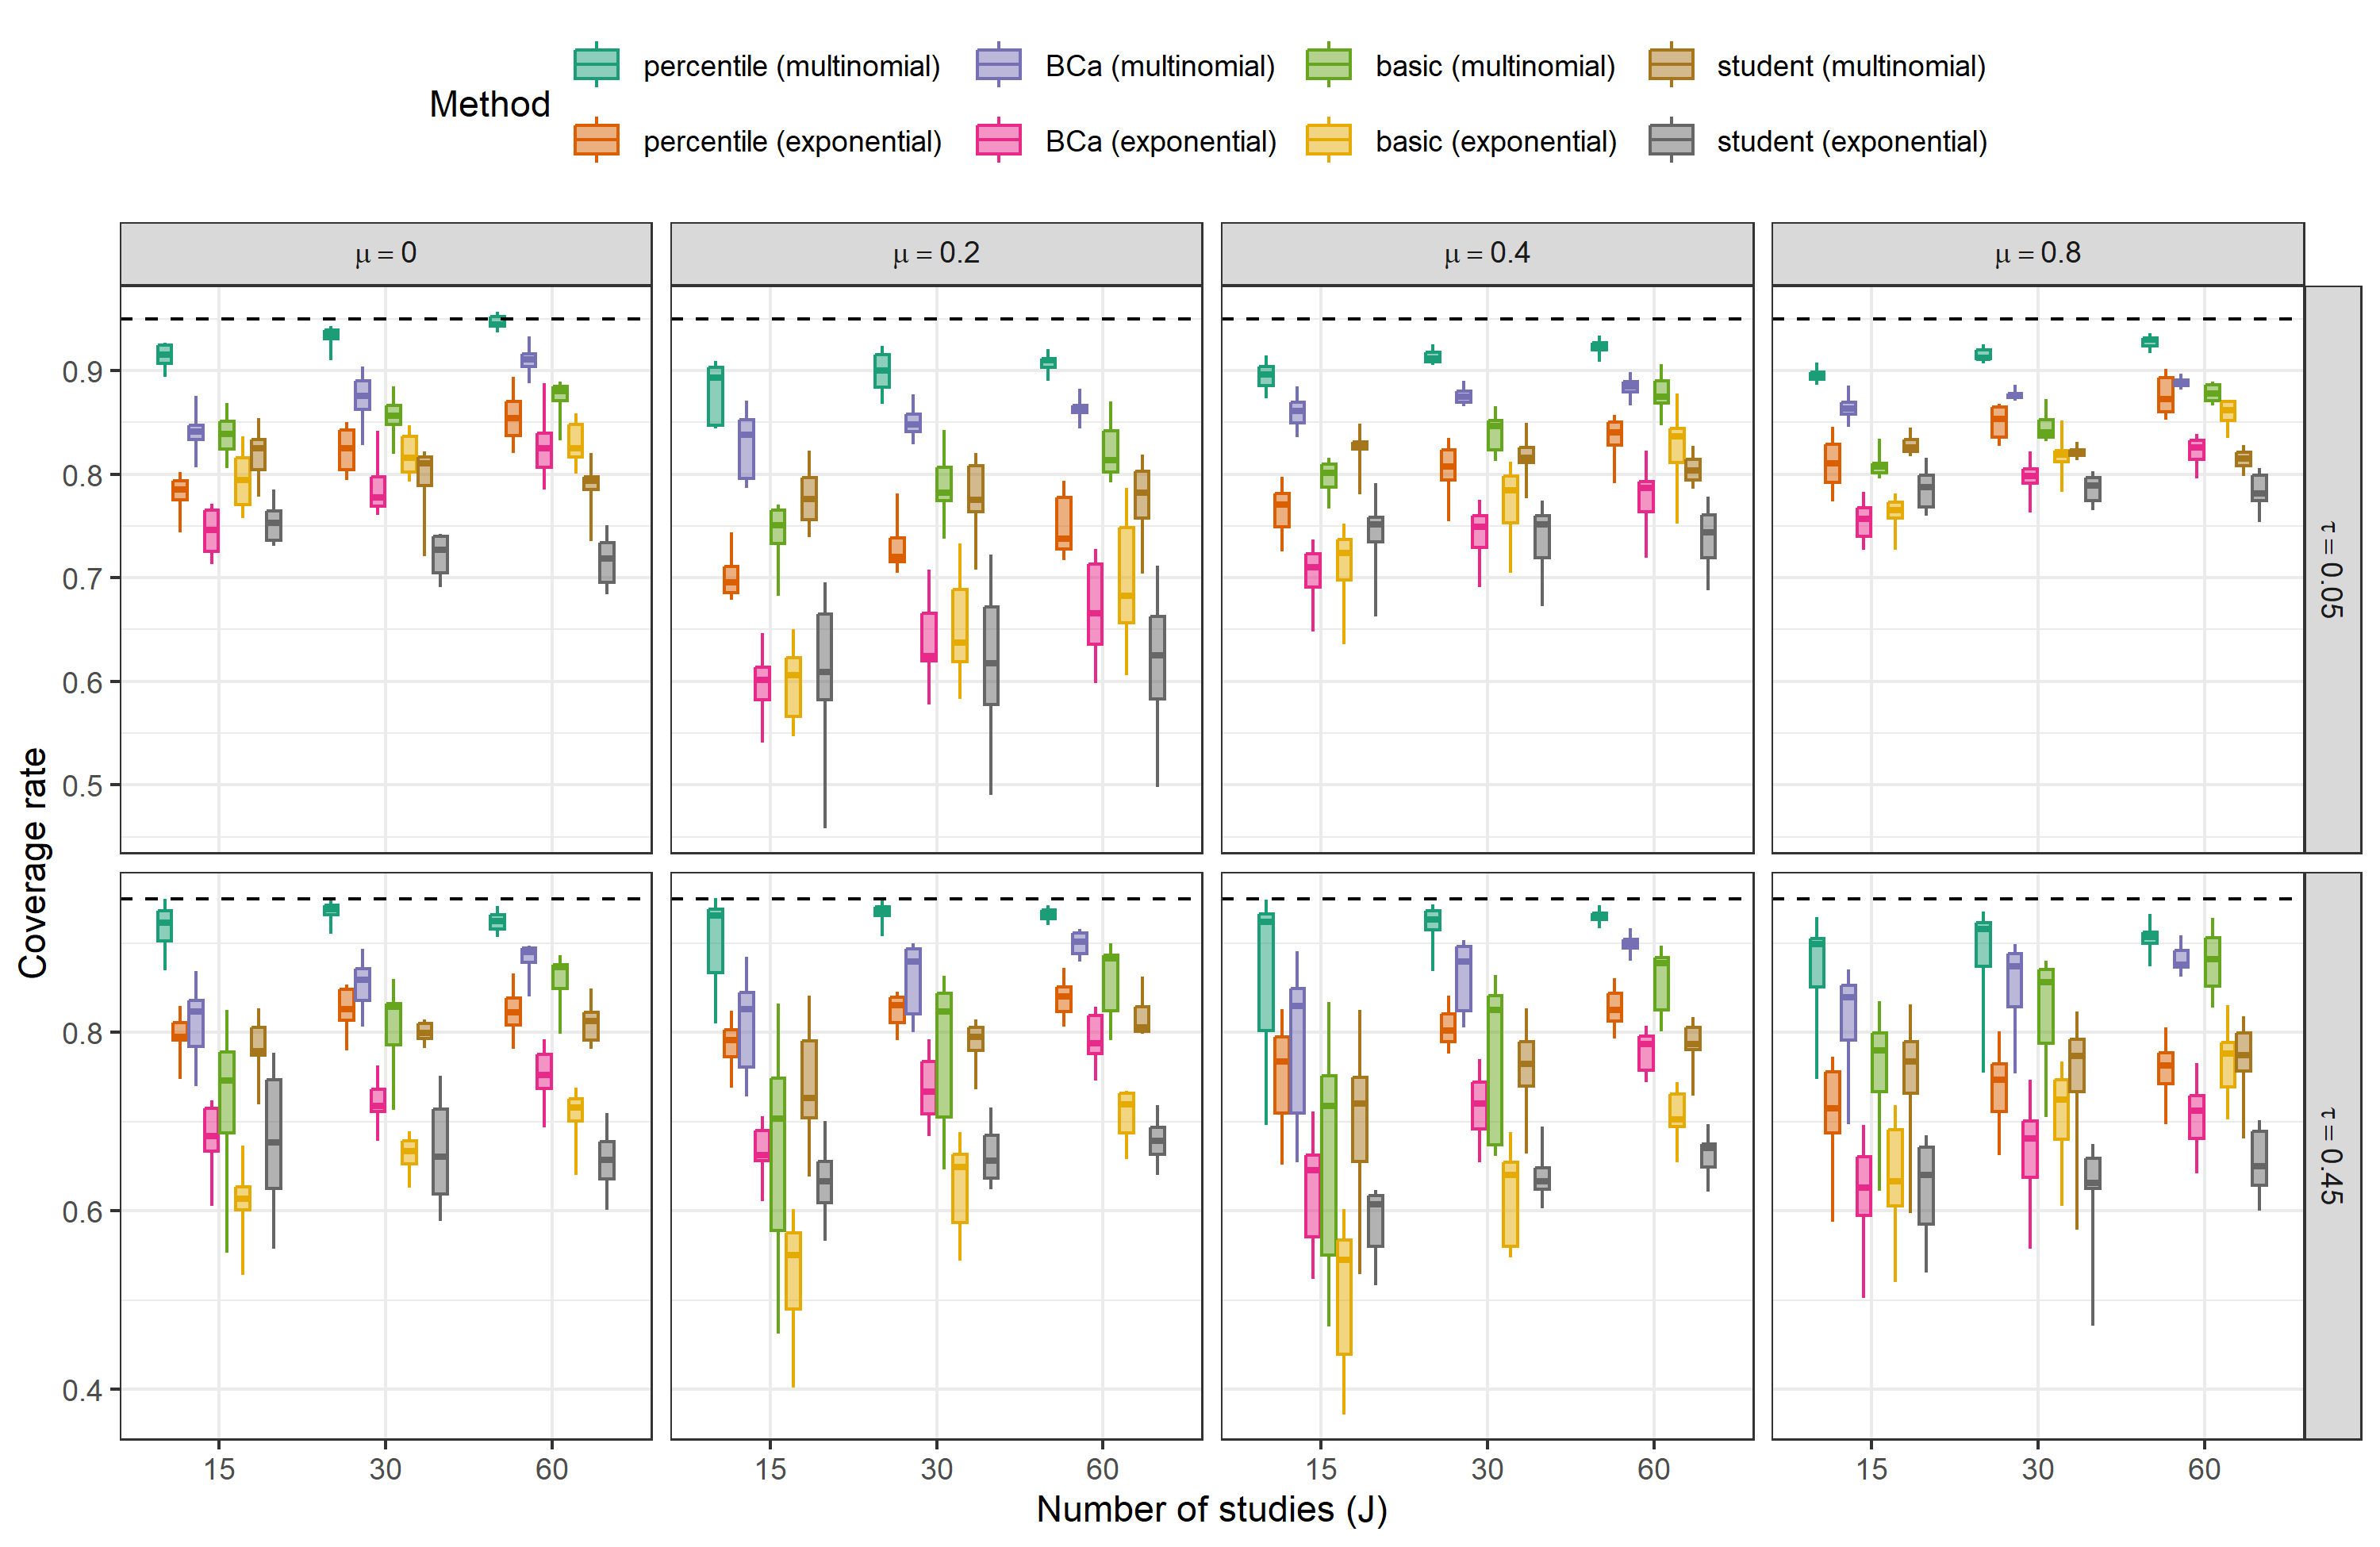 Method
percentile (multinomial)
BCa (multinomial)
basic (multinomial)
student (multinomial)
percentile (exponential)
BCa (exponential)
basic (exponential)
student (exponential)
μ = 0
μ = 0.2
μ = 0.4
μ = 0.8
Coverage rate
0.9
0.8
0.7
0.6
0.5
τ = 0.05
0.8
0.6
0.4
τ = 0.45
15 30 60
15 30 60
15 30 60
15 30 60
Number of studies (J)